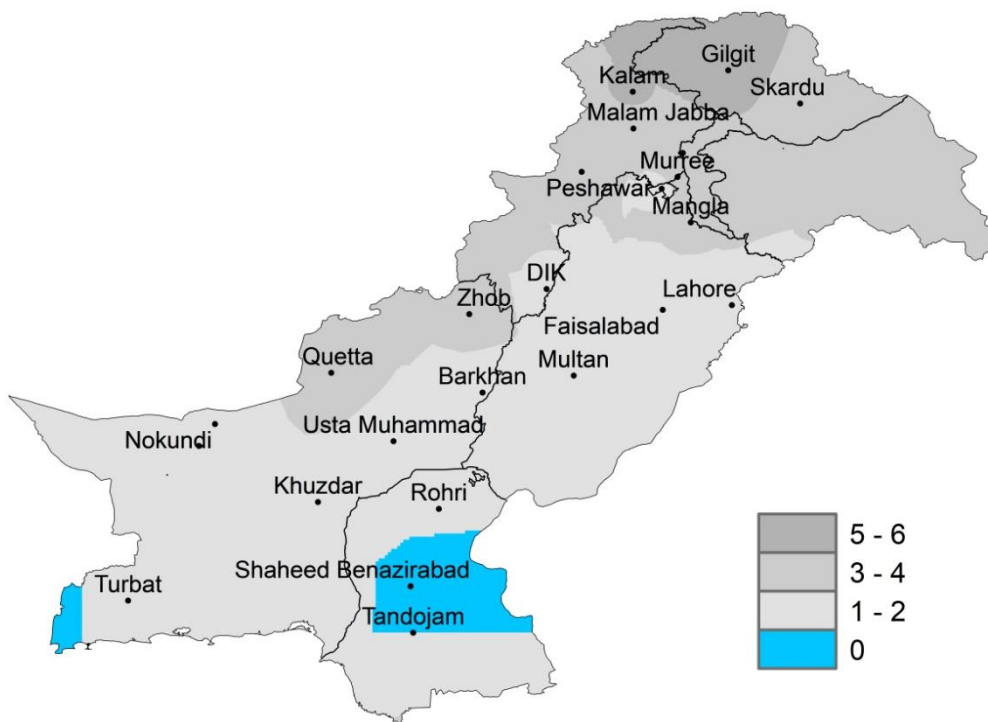 Gilgit
Kalam
Skardu
Malam Jabba
Murree
Peshawar
Mangla
DIK
Zhob
Lahore
Faisalabad
Quetta
Multan
Barkhan
Usta Muhammad
Nokundi
Khuzdar
Rohri
Shaheed Benazirabad
Turbat
Tandojam
5 - 6
3 - 4
1 - 2
0